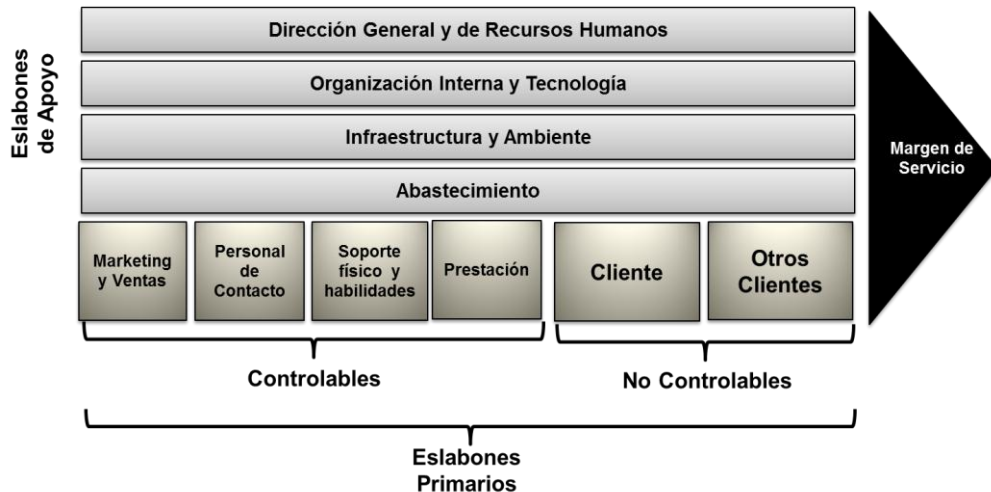 Eslabones
de Apoyo
Dirección General y de Recursos Humanos
Organización Interna y Tecnología
Infraestructura y Ambiente
Abastecimiento
Margen de
Servicio
Marketing
y Ventas
Personal
de
Contacto
Soporte
físico y
habilidades
Prestación
Cliente
Otros
Clientes
Controlables
No Controlables
Eslabones
Primarios